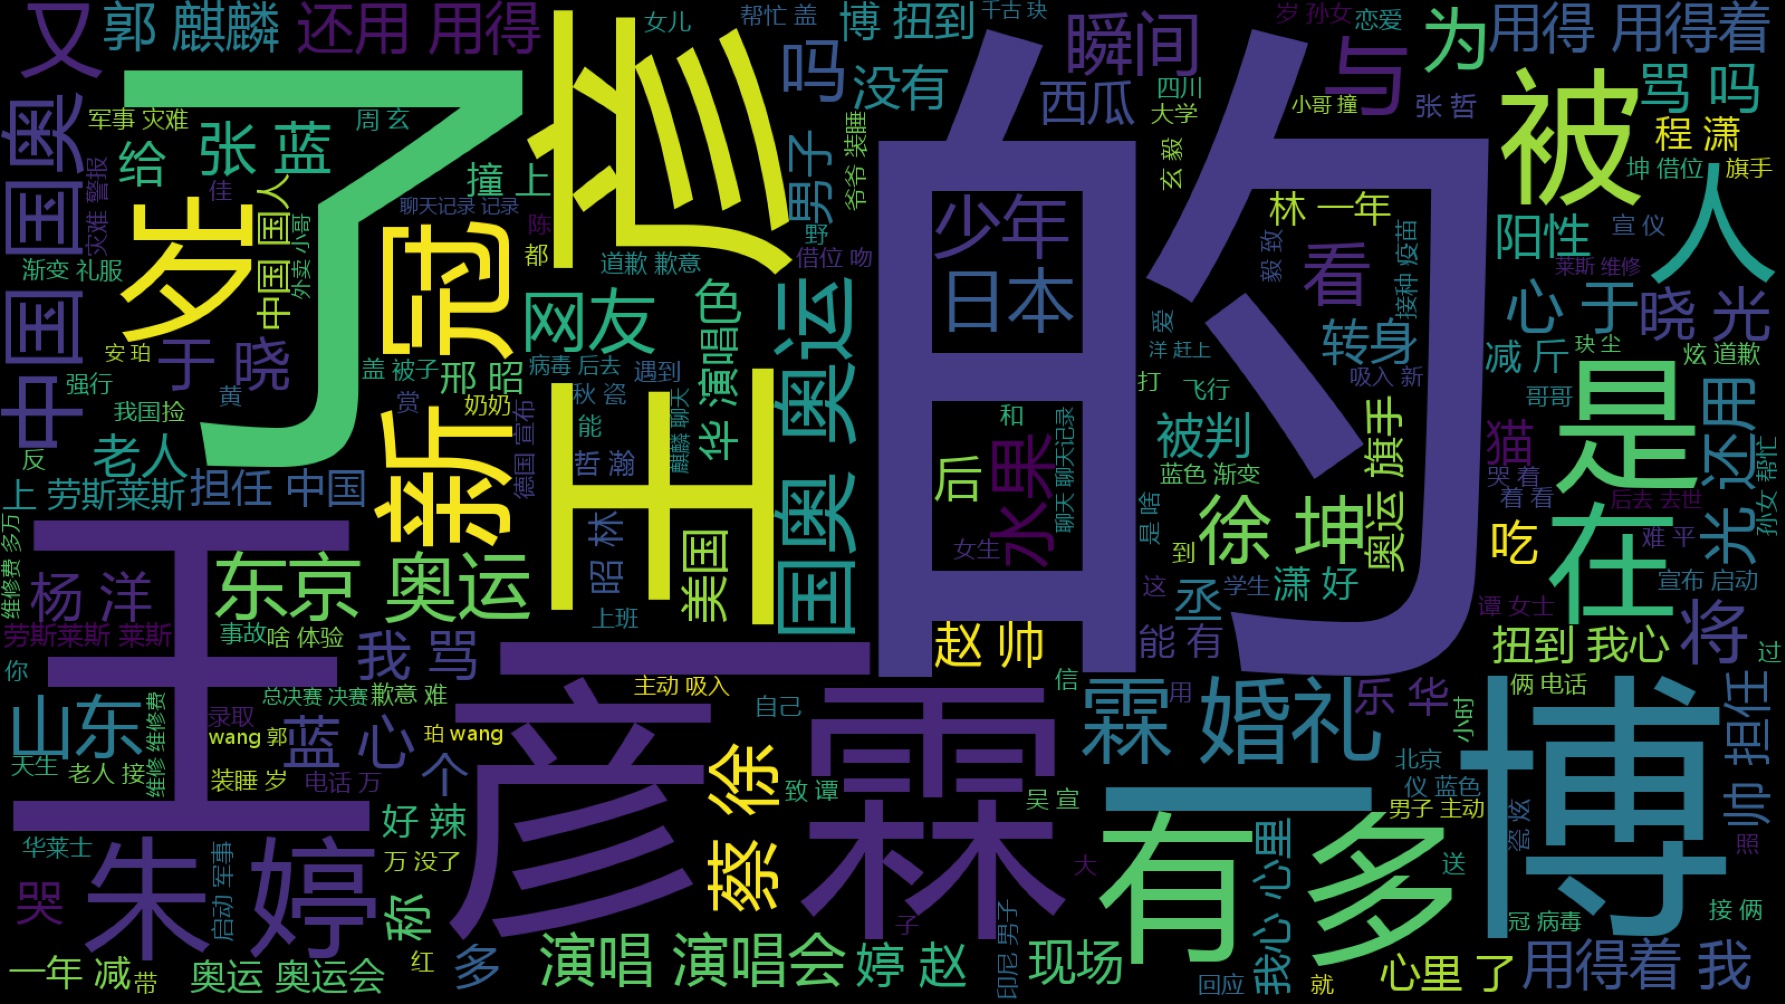 又
郭 麒麟
还用 用得
女儿
帮忙 盖
博 扭到
千古 玦
瞬间
岁 孙女
恋爱
与
为
用得 用得着
了
彦 王
吗
没有
西瓜
四川
大学
小哥 撞
张 哲
被
骂 吗
程 潇
中国 国奥
军事 灾难
周 玄
给
张 蓝
撞 上
男子
爷爷 装睡
的
玄 毅
坤 借位
旗手
人
灾难 警报
佳
中国 国人
外卖 小哥
聊天记录 记录
陈
野
都
少年
林 一年
阳性
宣 仪
渐变 礼服
岁
新冠
道歉 歉意
借位 吻
日本
毅 致
看
接种 疫苗
莱斯 维修
安 珀
于 晓
网友
演唱色
国奥 奥运
爱
洋 赶上
转身
心 于
晓 光
强行
黄
盖 被子
邢 昭
病毒 后去
遇到
吸入 新
减 斤
玦 尘
炫 道歉
我国捡
赏
奶奶
秋 瓷
能
打
飞行
哥哥
是
还用
反
老人
德国 宣布
哲 瀚
麒麟 聊天
华
和
后
水果
聊天 聊天记录
被判
奥运 旗手
猫
哭 着
着 看
上 劳斯莱斯
担任 中国
蓝色 渐变
后去 去世
孙女 帮忙
维修费 多万
王 彦
东京 奥运
昭 林
美国
女生
是 啥
到
徐 坤
吃
在
难 平
光
杨 洋
上班
这
丞
学生
潇 好
宣布 启动
劳斯莱斯 莱斯
事故
啥 体验
我 骂
赵 帅
能 有
谭 女士
扭到 我心
将
过
你
总决赛 决赛
歉意 难
主动 吸入
信
用
俩 电话
山东
维修 维修费
录取
wang 郭
蓝 心
珀 wang
自己
霖
霖 婚礼
乐 华
小时
博
担任
天生
老人 接
装睡 岁
电话 万
个
蔡 徐
致 谭
吴 宣
北京
仪 蓝色
男子 主动
帅
华莱士
好 辣
有 多
瓷 炫
照
哭
朱 婷
启动 军事
万 没了
称
大
我心 心里
送
冠 病毒
接 俩
子
一年 减
带
奥运 奥运会
红
多
演唱 演唱会
婷 赵
印尼 男子
现场
回应
就
心里 了
用得着 我